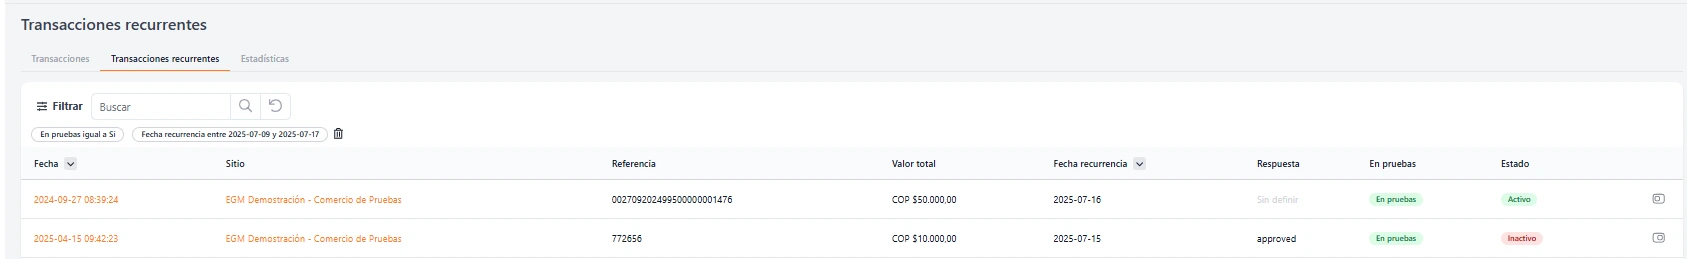 Transacciones recurrentes
Transacciones Transacciones recurrentes Estadísticas
Filtrar Buscar
En pruebas igual a Si Fecha recurrencia entre 2025-07-09 y 2025-07-17
Fecha Sitio Referencia Valor total Fecha recurrencia Respuesta En pruebas Estado
2024-09-27 08:39:24 EGM Demostración - Comercio de Pruebas 002709202499500000001476 COP $50.000,00 2025-07-16 Sin definir En pruebas Activo
2025-04-15 09:42:23 EGM Demostración - Comercio de Pruebas 772656 COP $10.000,00 2025-07-15 approved En pruebas Inactivo